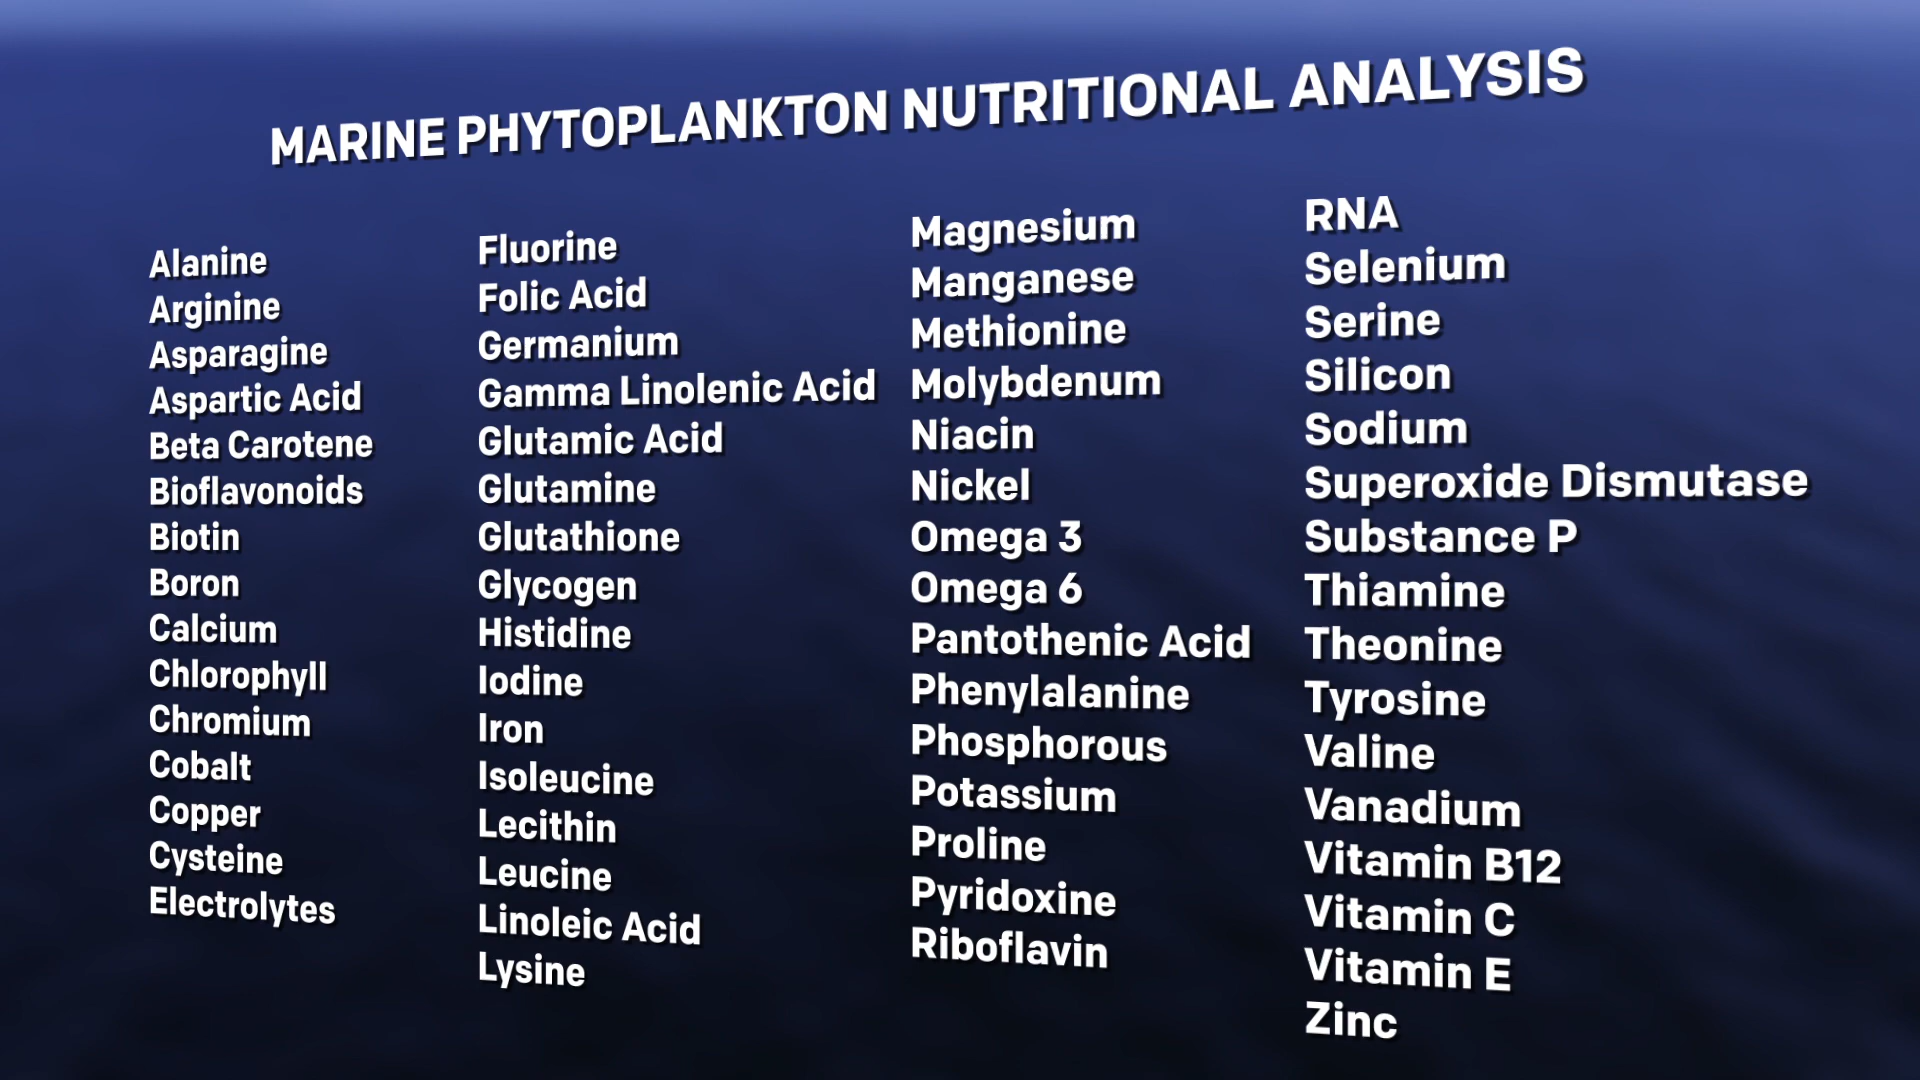 MARINE PHYTOPLANKTON NUTRITIONAL ANALYSIS
Alanine
Arginine
Asparagine
Aspartic Acid
Beta Carotene
Bioflavonoids
Biotin
Boron
Calcium
Chlorophyll
Chromium
Cobalt
Copper
Cysteine
Electrolytes
Fluorine
Folic Acid
Germanium
Gamma Linolenic Acid
Glutamic Acid
Glutamine
Glutathione
Glycogen
Histidine
Iodine
Iron
Isoleucine
Lecithin
Leucine
Linoleic Acid
Lysine
Magnesium
Manganese
Methionine
Molybdenum
Niacin
Nickel
Omega 3
Omega 6
Pantothenic Acid
Phenylalanine
Phosphorous
Potassium
Proline
Pyridoxine
Riboflavin
RNA
Selenium
Serine
Silicon
Sodium
Superoxide Dismutase
Substance P
Thiamine
Theonine
Tyrosine
Valine
Vanadium
Vitamin B12
Vitamin C
Vitamin E
Zinc